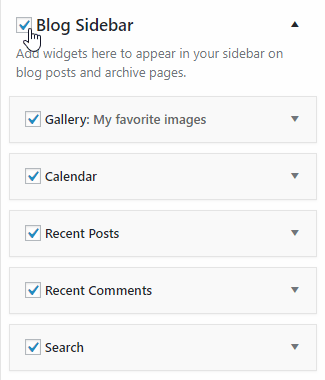 Blog Sidebar
Add widgets here to appear in your sidebar on
blog posts and archive pages.
Gallery: My favorite images
Calendar
Recent Posts
Recent Comments
Search